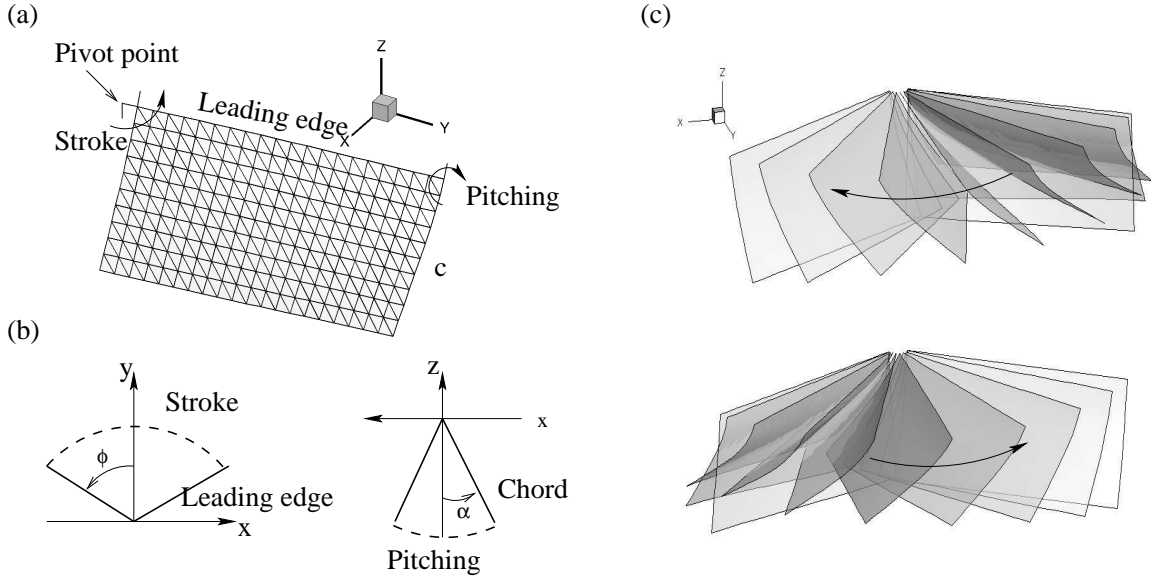 (a)
Pivot point
Stroke
Leading edge
Z
Y
X
Pitching
c
(b)
y
Stroke
ϕ
Leading edge
x
z
x
Chord
α
Pitching
(c)
Z
X
Y